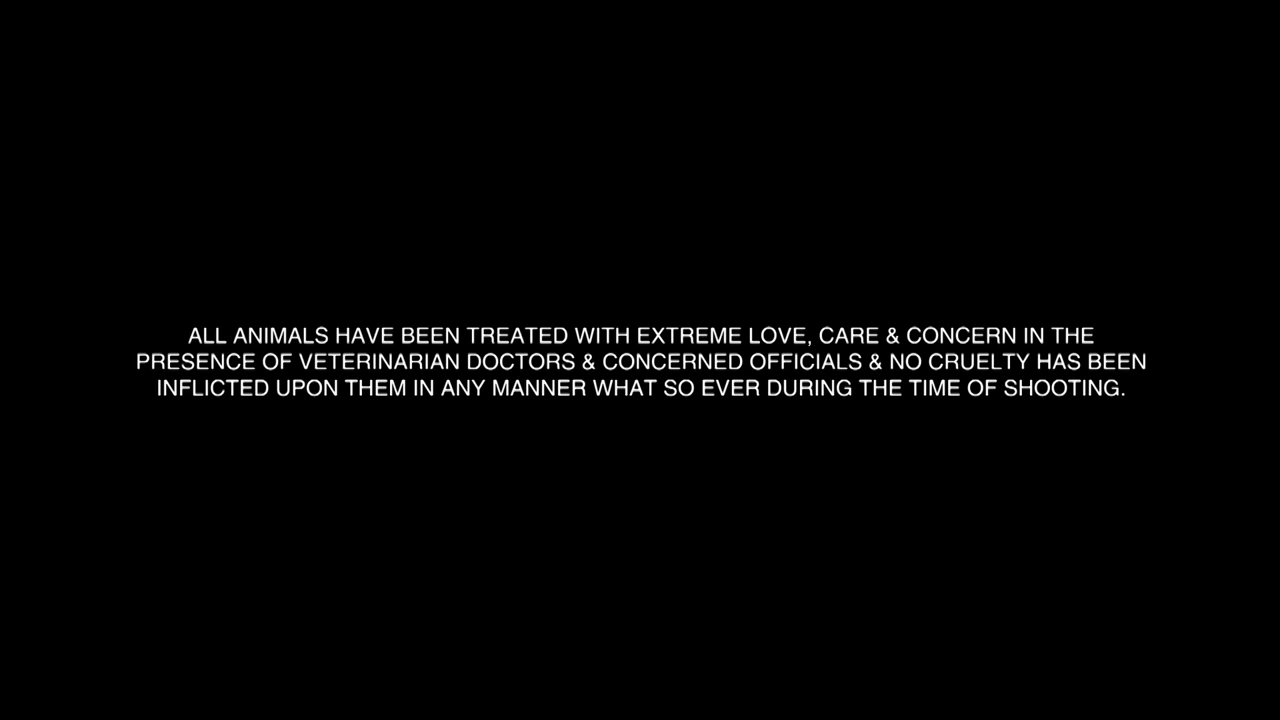 ALL ANIMALS HAVE BEEN TREATED WITH EXTREME LOVE, CARE & CONCERN IN THE
PRESENCE OF VETERINARIAN DOCTORS & CONCERNED OFFICIALS & NO CRUELTY HAS BEEN
INFLICTED UPON THEM IN ANY MANNER WHAT SO EVER DURING THE TIME OF SHOOTING.